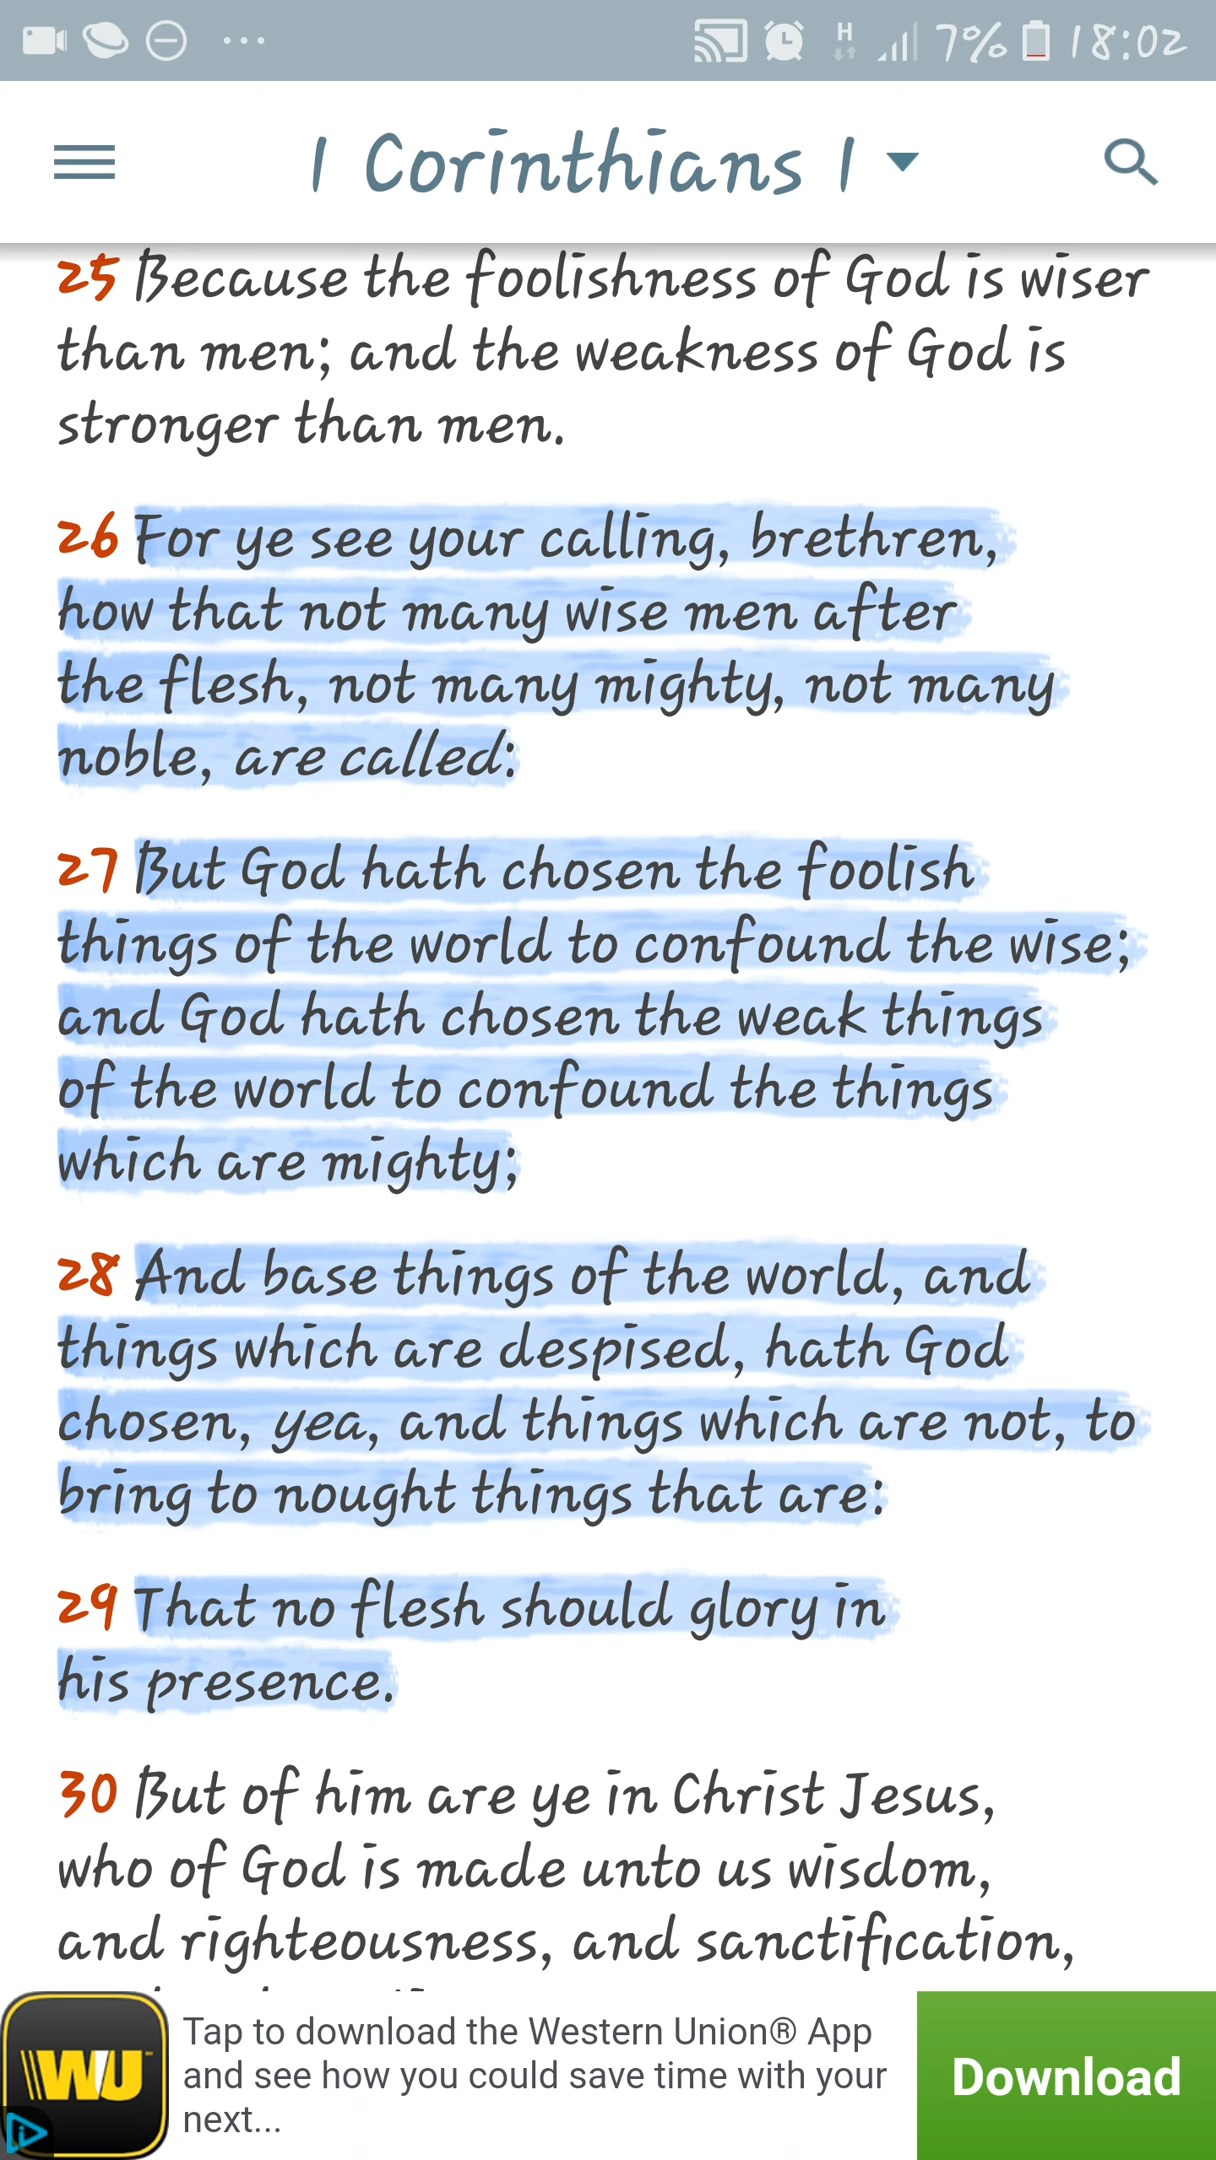 H 7% 18:02
1 Corinthians 1
25 Because the foolishness of God is wiser
than men; and the weakness of God is
stronger than men.
26 For ye see your calling, brethren,
how that not many wise men after
the flesh, not many mighty, not many
noble, are called:
27 But God hath chosen the foolish
things of the world to confound the wise;
and God hath chosen the weak things
of the world to confound the things
which are mighty;
28 And base things of the world, and
things which are despised, hath God
chosen, yea, and things which are not, to
bring to nought things that are:
29 That no flesh should glory in
his presence.
30 But of him are ye in Christ Jesus,
who of God is made unto us wisdom,
and righteousness, and sanctification,
WU
Tap to download the Western Union® App
and see how you could save time with your
next...
Download